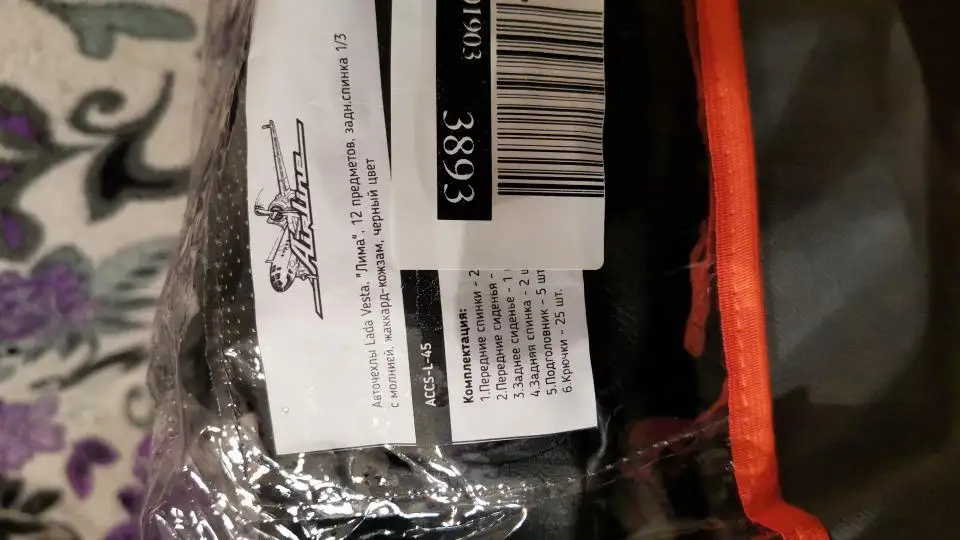 AIRLINE
Авточехлы Lada Vesta, "Лима", 12 предметов, задн.спинка 1/3
с молнией, жаккард-кожзам, черный цвет
ACCS-L-45
Комплектация:
1.Передние спинки - 2
2.Передние сиденья -
3.Заднее сиденье - 1
4.Задняя спинка - 2 ш
5.Подголовник - 5 шт
6.Крючки - 25 шт.
01903
3893